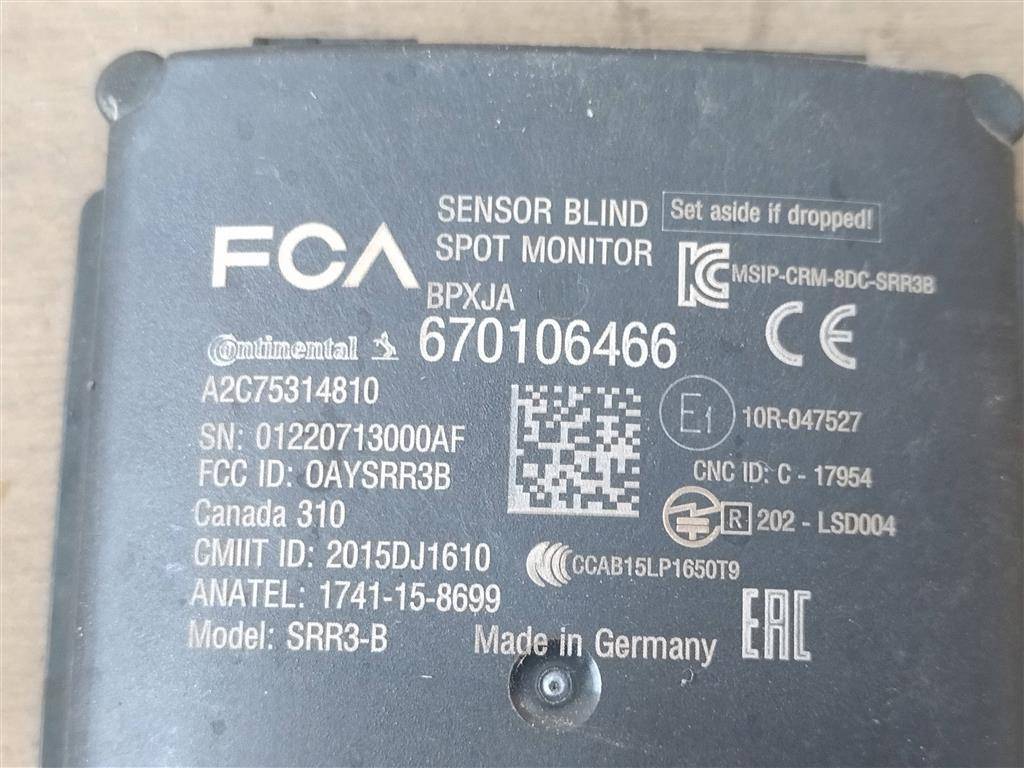 SENSOR BLIND
SPOT MONITOR
Set aside if dropped!
FCA
MSIP-CRM-8DC-SRR3B
BPXJA
CE
Continental
670106466
A2C75314810
E1
10R-047527
SN: 01220713000AF
CNC ID: C - 17954
FCC ID: OAYSRR3B
R 202 - LSD004
Canada 310
CMIIT ID: 2015DJ1610
CCAB15LP1650T9
ANATEL: 1741-15-8699
EAC
Model: SRR3-B
Made in Germany